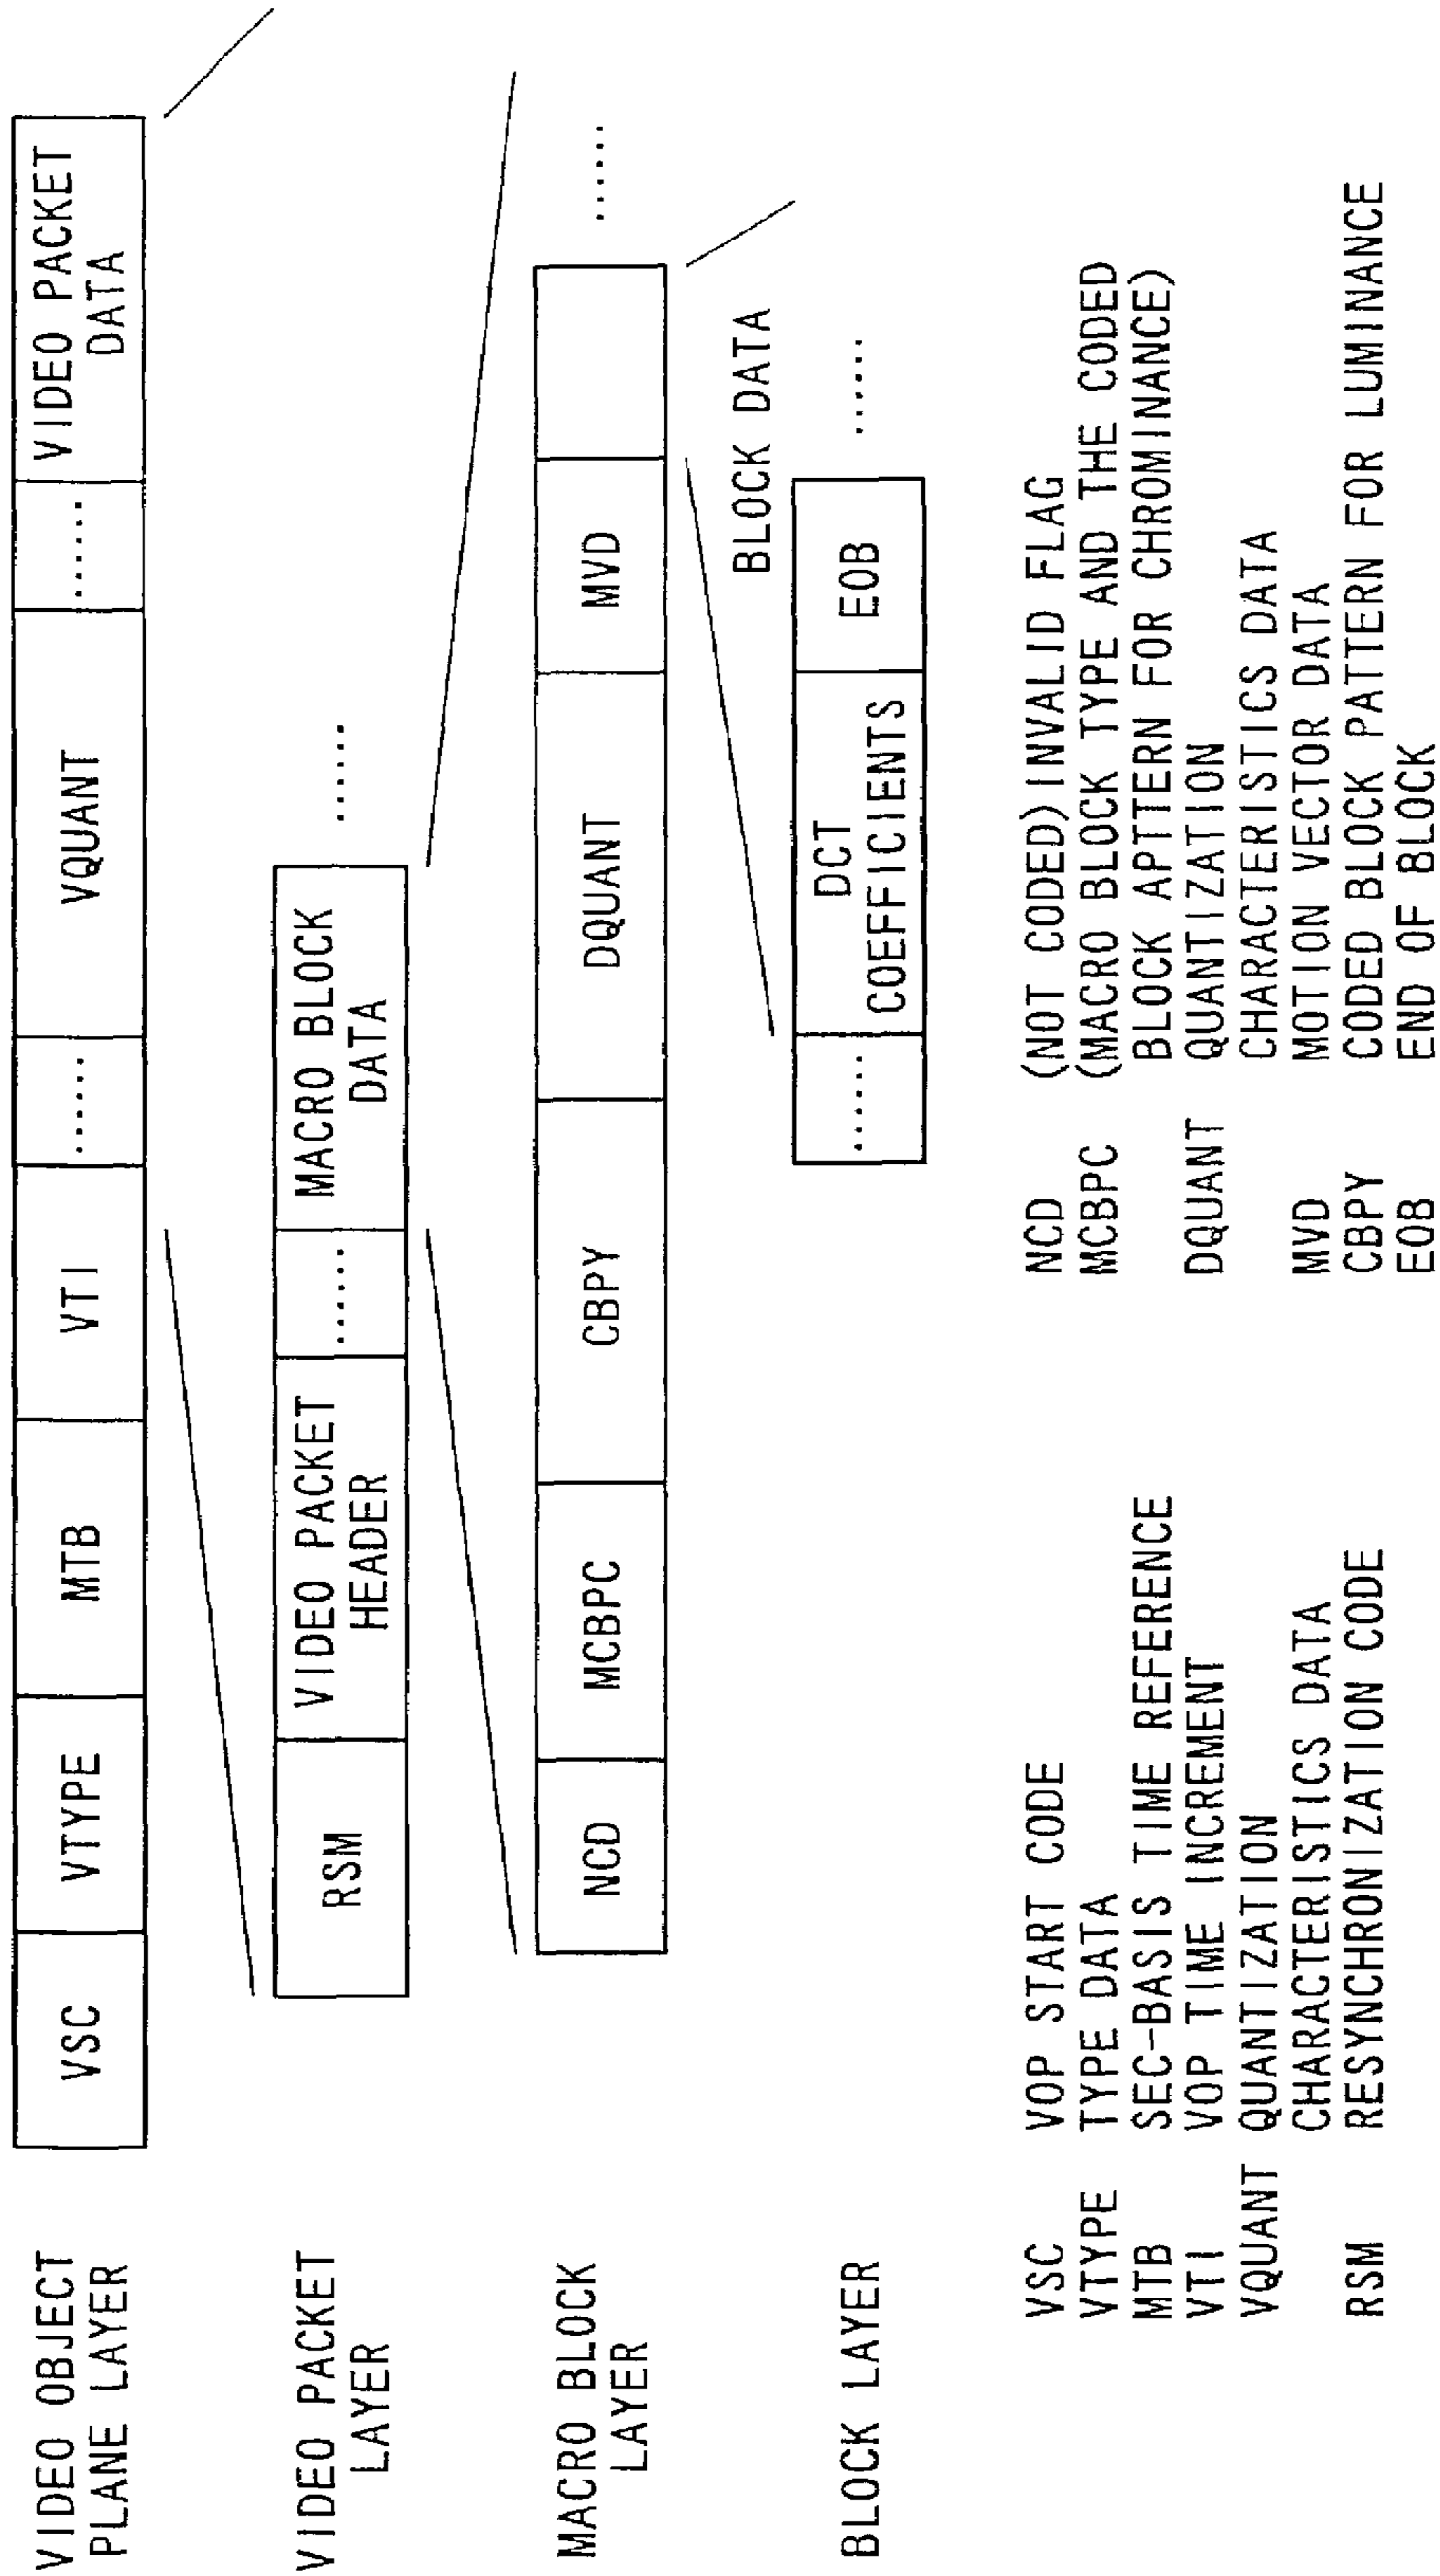 VIDEO OBJECT
PLANE LAYER
VSC
VTYPE
MTB
VTI
......
VQUANT
......
VIDEO PACKET
DATA
VIDEO PACKET
LAYER
RSM
VIDEO PACKET
HEADER
......
MACRO BLOCK
DATA
......
MACRO BLOCK
LAYER
NCD
MCBPC
CBPY
DQUANT
MVD
......
BLOCK DATA
BLOCK LAYER
......
DCT
COEFFICIENTS
EOB
......
VSC VOP START CODE
VTYPE TYPE DATA
MTB SEC-BASIS TIME REFERENCE
VTI VOP TIME INCREMENT
VQUANT QUANTIZATION
CHARACTERISTICS DATA
RSM RESYNCHRONIZATION CODE
NCD (NOT CODED)INVALID FLAG
MCBPC (MACRO BLOCK TYPE AND THE CODED
BLOCK APTTERN FOR CHROMINANCE)
DQUANT QUANTIZATION
CHARACTERISTICS DATA
MVD MOTION VECTOR DATA
CBPY CODED BLOCK PATTERN FOR LUMINANCE
EOB END OF BLOCK